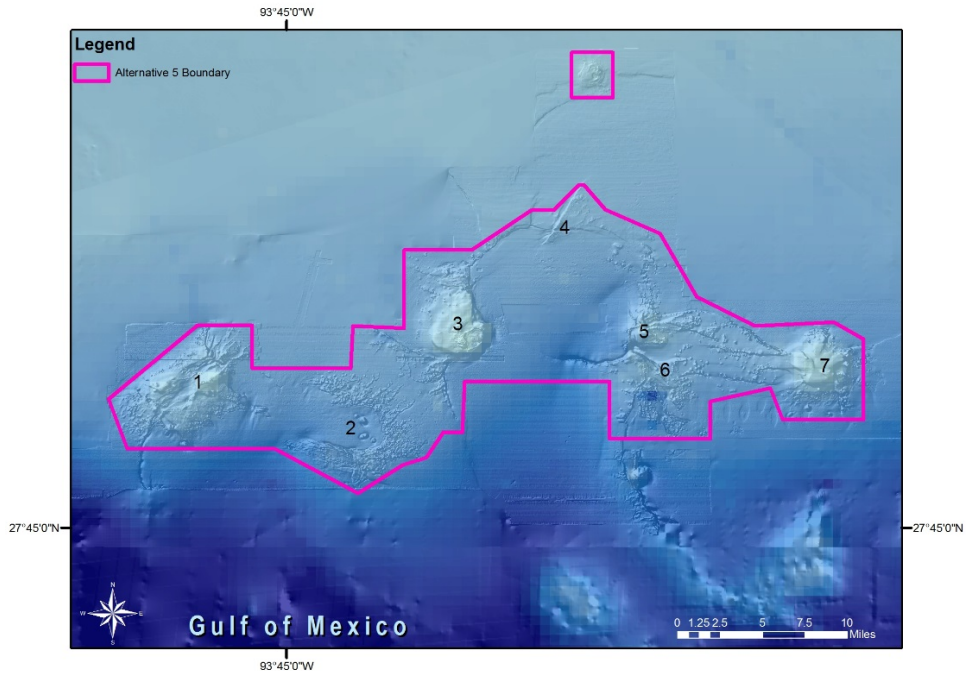 93°45'0"W
Legend
Alternative 5 Boundary
4
3
5
6
7
1
2
27°45'0"N
27°45'0"N
N
W
E
S
Gulf of Mexico
0 1.25 2.5 5 7.5 10
Miles
93°45'0"W